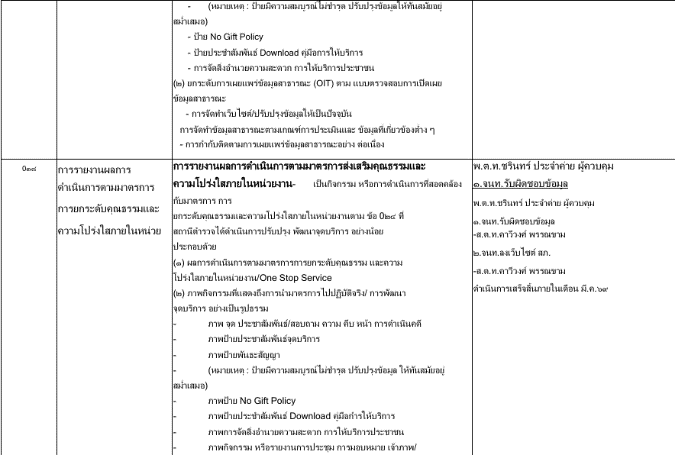 - (หมายเหตุ : ป้ายมีความสมบูรณ์ไม่ชำรุด ปรับปรุงข้อมูลให้ทันสมัยอยู่
สม่ำเสมอ)
- ป้าย No Gift Policy
- ป้ายประชาสัมพันธ์ Download คู่มือการให้บริการ
- การจัดสิ่งอำนวยความสะดวก การให้บริการประชาชน
(๒) ยกระดับการเผยแพร่ข้อมูลสาธารณะ (OIT) ตาม แบบตรวจสอบการเปิดเผย
ข้อมูลสาธารณะ
- การจัดทำเว็บไซต์/ปรับปรุงข้อมูลให้เป็นปัจจุบัน
การจัดทำข้อมูลสาธารณะตามเกณฑ์การประเมินและ ข้อมูลที่เกี่ยวข้องต่าง ๆ
- การกำกับติดตามการเผยแพร่ข้อมูลสาธารณะอย่าง ต่อเนื่อง
การรายงานผลการ
ดำเนินการตามมาตรการ
การยกระดับคุณธรรมและ
ความโปร่งใสภายในหน่วย
การรายงานผลการดำเนินการตามมาตรการส่งเสริมคุณธรรมและ
ความโปร่งใสภายในหน่วยงาน- เป็นกิจกรรม หรือการดำเนินการที่สอดคล้อง
กับมาตรการ การ
ยกระดับคุณธรรมและความโปร่งใสภายในหน่วยงานตาม ข้อ O๒๔ ที่
สถานีตำรวจได้ดำเนินการปรับปรุง พัฒนาจุดบริการ อย่างน้อย
ประกอบด้วย
(๑) ผลการดำเนินการตามมาตรการการยกระดับคุณธรรม และความ
โปร่งใสภายในหน่วยงาน/One Stop Service
(๒) ภาพกิจกรรมที่แสดงถึงการนำมาตรการไปปฏิบัติจริง/ การพัฒนา
จุดบริการ อย่างเป็นรูปธรรม
- ภาพ จุด ประชาสัมพันธ์/สอบถาม ความ คืบ หน้า การดำเนินคดี
- ภาพป้ายประชาสัมพันธ์จุดบริการ
- ภาพป้ายพันธะสัญญา
- (หมายเหตุ : ป้ายมีความสมบูรณ์ไม่ชำรุด ปรับปรุงข้อมูล ให้ทันสมัยอยู่
สม่ำเสมอ)
- ภาพป้าย No Gift Policy
- ภาพป้ายประชาสัมพันธ์ Download คู่มือการให้บริการ
- ภาพการจัดสิ่งอำนวยความสะดวก การให้บริการประชาชน
- ภาพกิจกรรม หรือรายงานการประชุม การมอบหมาย เจ้าภาพ/
พ.ต.ท.ชรินทร์ ประจำค่าย ผู้ควบคุม
๑.จนท.รับผิดชอบข้อมูล
พ.ต.ท.ชรินทร์ ประจำค่าย ผู้ควบคุม
๑.จนท.รับผิดชอบข้อมูล
-ส.ต.ท.คาวีวงศ์ พรรณขาม
๒.จนท.ลงเว็บไซต์ สภ.
-ส.ต.ท.คาวีวงศ์ พรรณขาม
ดำเนินการเสร็จสิ้นภายในเดือน มี.ค.๖๙